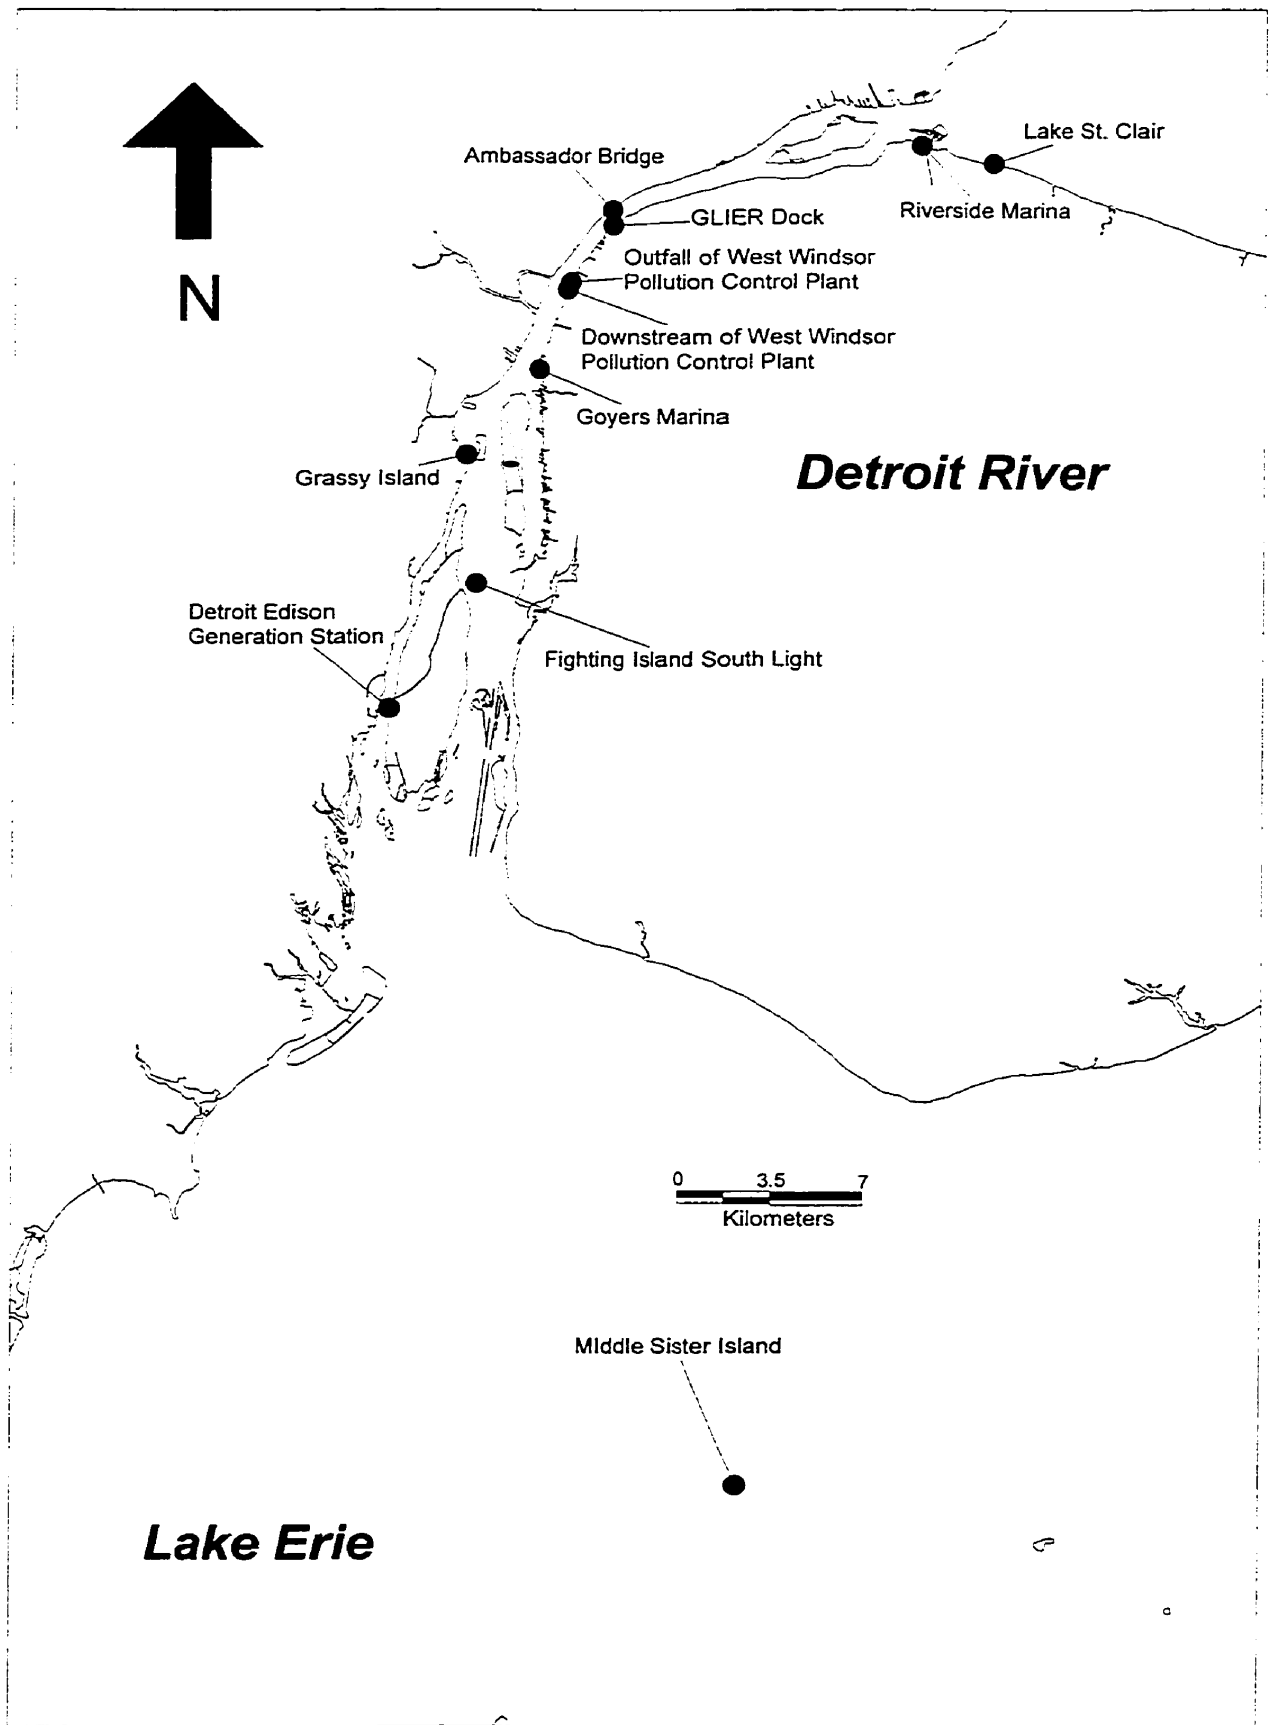 Lake St. Clair
Ambassador Bridge
Riverside Marina
GLIER Dock
Outfall of West Windsor
Pollution Control Plant
N
Downstream of West Windsor
Pollution Control Plant
Goyers Marina
Detroit River
Grassy Island
Detroit Edison
Generation Station
Fighting Island South Light
0 3.5 7
Kilometers
Middle Sister Island
Lake Erie